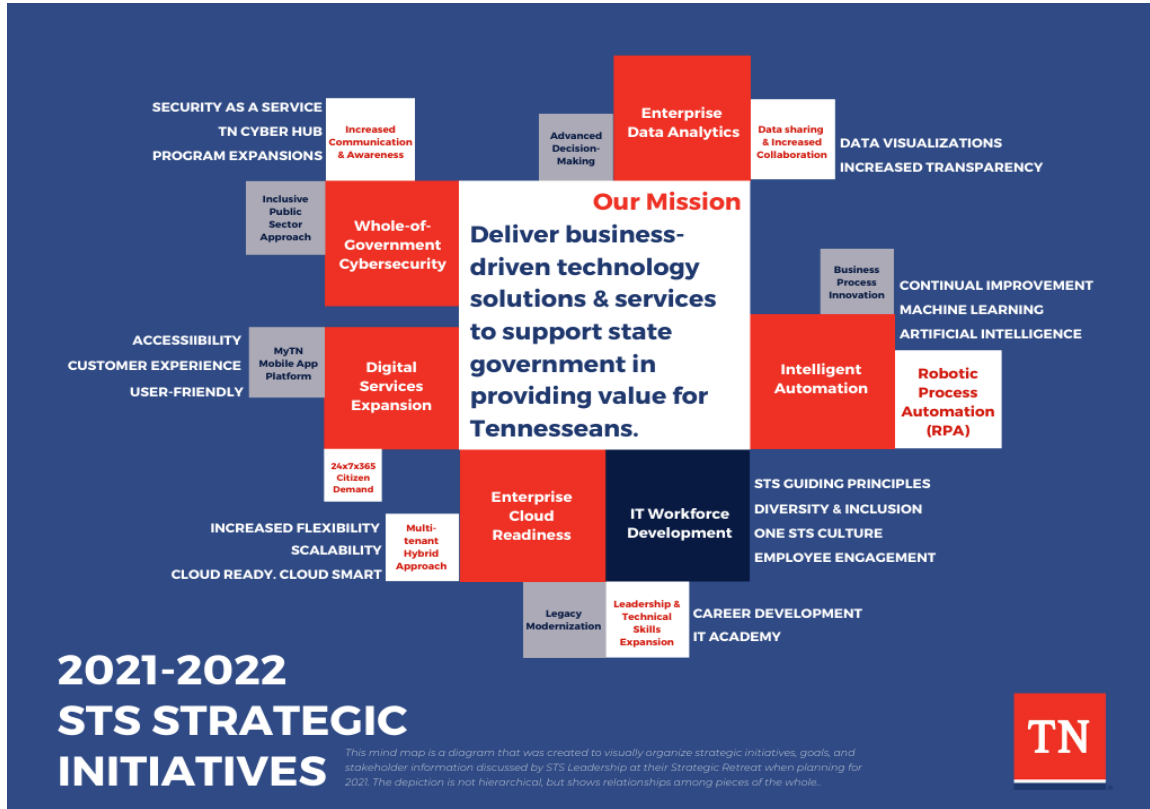 SECURITY AS A SERVICE
TN CYBER HUB
PROGRAM EXPANSIONS
Increased
Communication
& Awareness
Inclusive
Public
Sector
Approach
Whole-of-
Government
Cybersecurity
Advanced
Decision-
Making
Enterprise
Data Analytics
Data sharing
& Increased
Collaboration
DATA VISUALIZATIONS
INCREASED TRANSPARENCY
Our Mission
Deliver business-
driven technology
solutions & services
to support state
government in
providing value for
Tennesseans.
Business
Process
Innovation
CONTINUAL IMPROVEMENT
MACHINE LEARNING
ARTIFICIAL INTELLIGENCE
Intelligent
Automation
Robotic
Process
Automation
(RPA)
ACCESSIIBILITY
CUSTOMER EXPERIENCE
USER-FRIENDLY
MyTN
Mobile App
Platform
Digital
Services
Expansion
24x7x365
Citizen
Demand
INCREASED FLEXIBILITY
SCALABILITY
CLOUD READY. CLOUD SMART
Multi-
tenant
Hybrid
Approach
Enterprise
Cloud
Readiness
IT Workforce
Development
STS GUIDING PRINCIPLES
DIVERSITY & INCLUSION
ONE STS CULTURE
EMPLOYEE ENGAGEMENT
Legacy
Modernization
Leadership &
Technical
Skills
Expansion
CAREER DEVELOPMENT
IT ACADEMY
2021-2022
STS STRATEGIC
INITIATIVES
This mind map is a diagram that was created to visually organize strategic initiatives, goals, and
stakeholder information discussed by STS Leadership at their Strategic Retreat when planning for
2021. The depiction is not hierarchical, but shows relationships among pieces of the whole..
TN